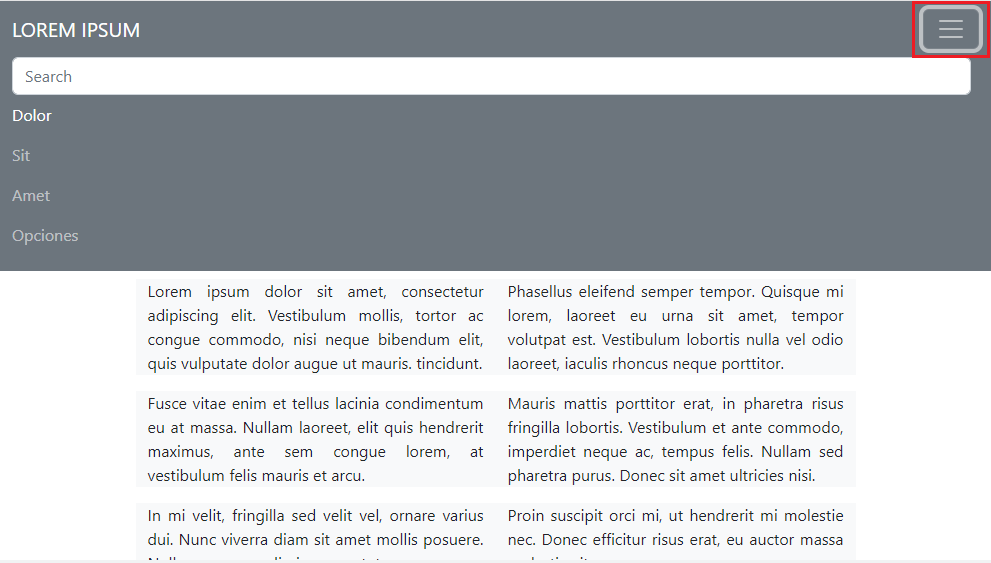 LOREM IPSUM
Search
Dolor
Sit
Amet
Opciones
Lorem ipsum dolor sit amet, consectetur
adipiscing elit. Vestibulum mollis, tortor ac
congue commodo, nisi neque bibendum elit,
quis vulputate dolor augue ut mauris. tincidunt.
Phasellus eleifend semper tempor. Quisque mi
lorem, laoreet eu urna sit amet, tempor
volutpat est. Vestibulum lobortis nulla vel odio
laoreet, iaculis rhoncus neque porttitor.
Fusce vitae enim et tellus lacinia condimentum
eu at massa. Nullam laoreet, elit quis hendrerit
maximus, ante sem congue lorem, at
vestibulum felis mauris et arcu.
Mauris mattis porttitor erat, in pharetra risus
fringilla lobortis. Vestibulum et ante commodo,
imperdiet neque ac, tempus felis. Nullam sed
pharetra purus. Donec sit amet ultricies nisi.
In mi velit, fringilla sed velit vel, ornare varius
dui. Nunc viverra diam sit amet mollis posuere.
Proin suscipit orci mi, ut hendrerit mi molestie
nec. Donec efficitur risus erat, eu auctor massa